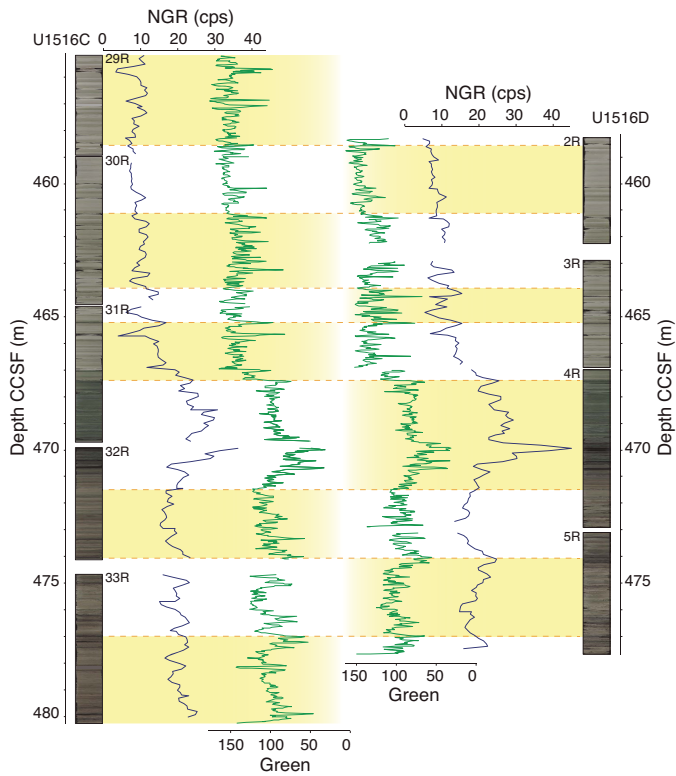 NGR (cps)
U1516C 0 10 20 30 40
29R
NGR (cps)
0 10 20 30 40
U1516D
2R
30R
460
460
3R
31R
465
465
4R
Depth CCSF (m)
Depth CCSF (m)
32R
470
470
5R
33R
475
475
150 100 50 0
Green
480
150 100 50 0
Green